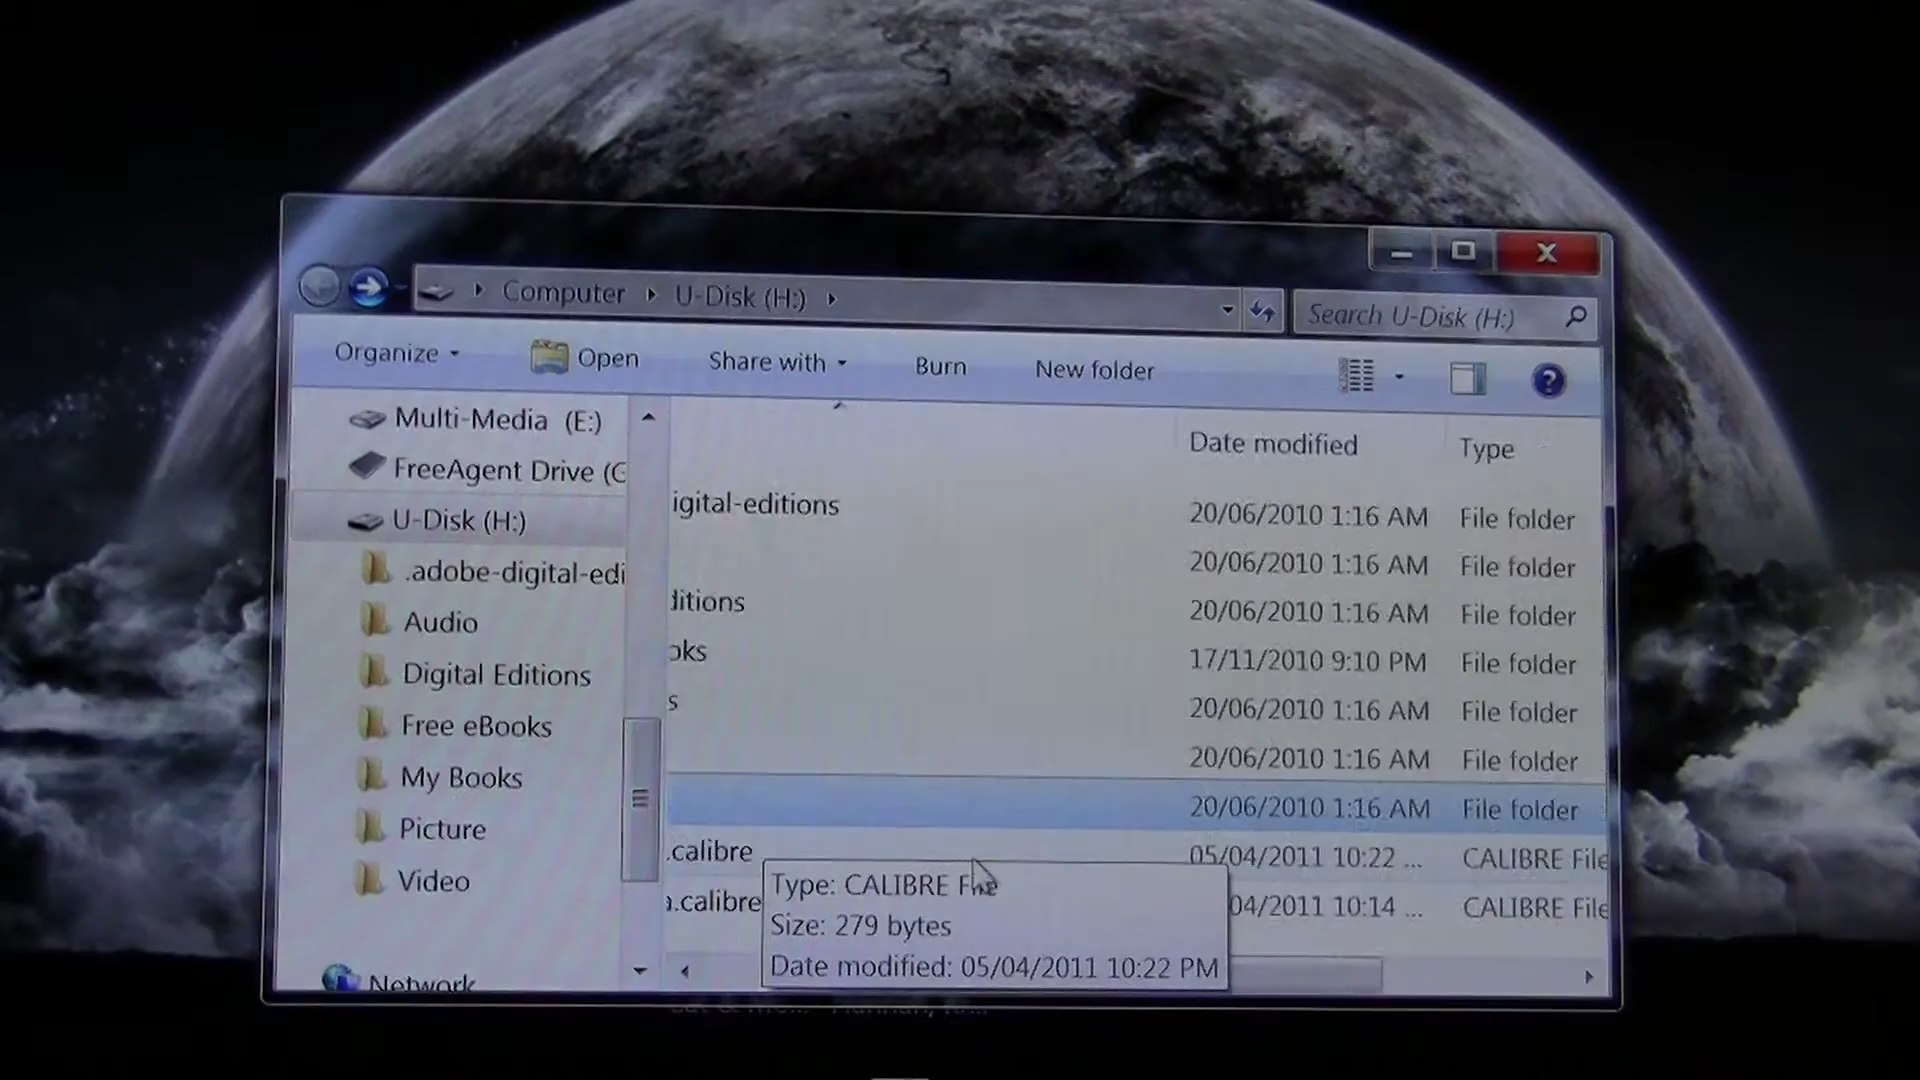 Computer U-Disk (H:)
Search U-Disk (H:)
Organize Open Share with Burn New folder
Multi-Media (E:)
FreeAgent Drive (G
U-Disk (H:)
.adobe-digital-edi
Audio
Digital Editions
Free eBooks
My Books
Picture
Video
Network
Date modified Type
igital-editions 20/06/2010 1:16 AM File folder
20/06/2010 1:16 AM File folder
ditions 20/06/2010 1:16 AM File folder
oks 17/11/2010 9:10 PM File folder
s 20/06/2010 1:16 AM File folder
20/06/2010 1:16 AM File folder
20/06/2010 1:16 AM File folder
.calibre 05/04/2011 10:22 ... CALIBRE File
a.calibre 04/2011 10:14 ... CALIBRE File
Type: CALIBRE File
Size: 279 bytes
Date modified: 05/04/2011 10:22 PM